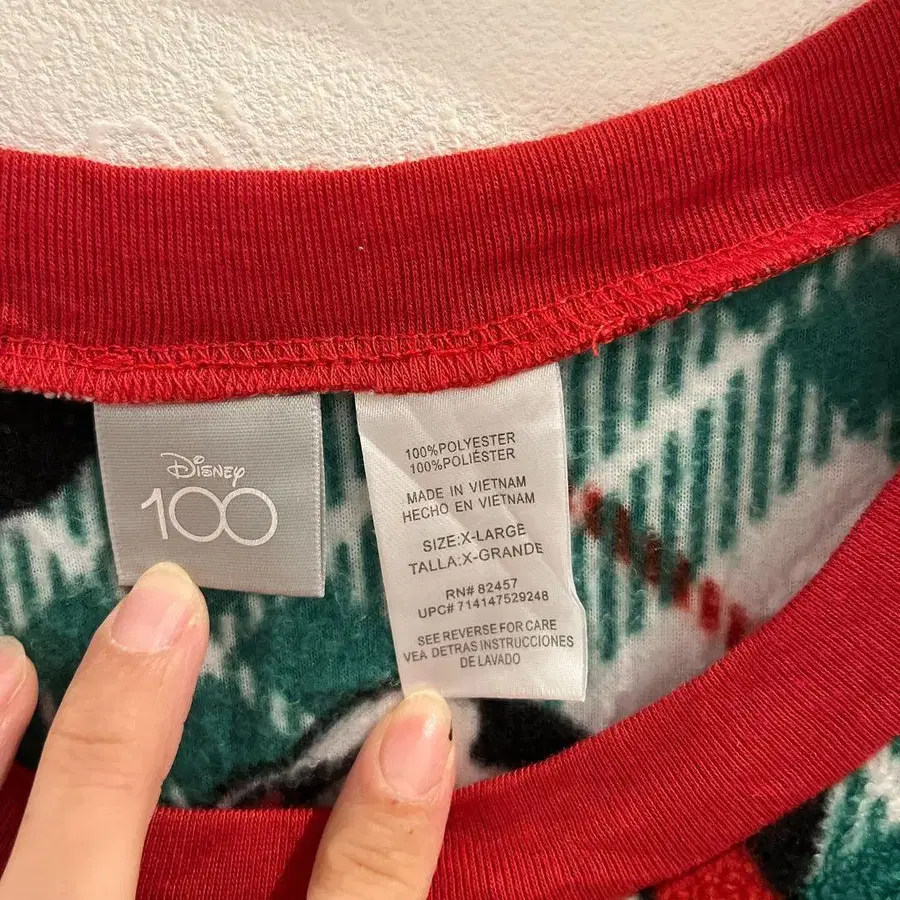 Disney
100
100%POLYESTER
100%POLIÉSTER
MADE IN VIETNAM
HECHO EN VIETNAM
SIZE:X-LARGE
TALLA:X-GRANDE
RN# 82457
UPC# 714147529248
SEE REVERSE FOR CARE
VEA DETRAS INSTRUCCIONES
DE LAVADO